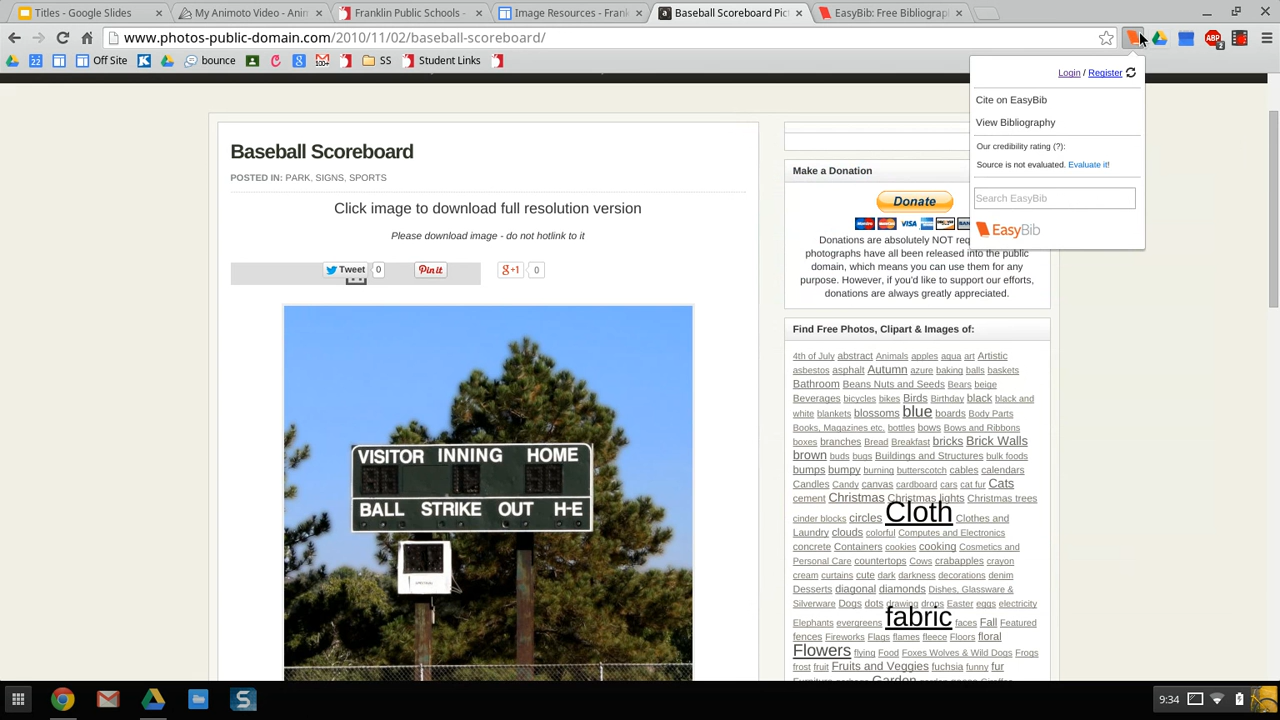 Titles - Google Slides
My Animoto Video - Ani
Franklin Public Schools -
Image Resources - Frank
Baseball Scoreboard Pic
EasyBib: Free Bibliograp
www.photos-public-domain.com/2010/11/02/baseball-scoreboard/
2
31
Off Site
bounce
SS
Student Links
Login / Register
Cite on EasyBib
View Bibliography
Our credibility rating (?):
Source is not evaluated. Evaluate it!
Search EasyBib
EasyBib
Baseball Scoreboard
POSTED IN: PARK, SIGNS, SPORTS
Click image to download full resolution version
Please download image - do not hotlink to it
Tweet 0
Pin it
g+1 0
VISITOR INNING HOME
BALL STRIKE OUT H-E
Make a Donation
Donate
VISA
Donations are absolutely NOT req
photographs have all been released into the public
domain, which means you can use them for any
purpose. However, if you'd like to support our efforts,
donations are always greatly appreciated.
Find Free Photos, Clipart & Images of:
4th of July abstract Animals apples aqua art Artistic
asbestos asphalt Autumn azure baking balls baskets
Bathroom Beans Nuts and Seeds Bears beige
Beverages bicycles bikes Birds Birthday black black and
white blankets blossoms blue boards Body Parts
Books, Magazines etc. bottles bows Bows and Ribbons
boxes branches Bread Breakfast bricks Brick Walls
brown buds bugs Buildings and Structures bulk foods
bumps bumpy burning butterscotch cables calendars
Candles Candy canvas cardboard cars cat fur Cats
cement Christmas Christmas lights Christmas trees
cinder blocks circles Cloth Clothes and
Laundry clouds colorful Computes and Electronics
concrete Containers cookies cooking Cosmetics and
Personal Care countertops Cows crabapples crayon
cream curtains cute dark darkness decorations denim
Desserts diagonal diamonds Dishes, Glassware &
Silverware Dogs dots drawing drops Easter eggs electricity
Elephants evergreens fabric faces Fall Featured
fences Fireworks Flags flames fleece Floors floral
Flowers flying Food Foxes Wolves & Wild Dogs Frogs
frost fruit Fruits and Veggies fuchsia funny fur
Garden
9:34